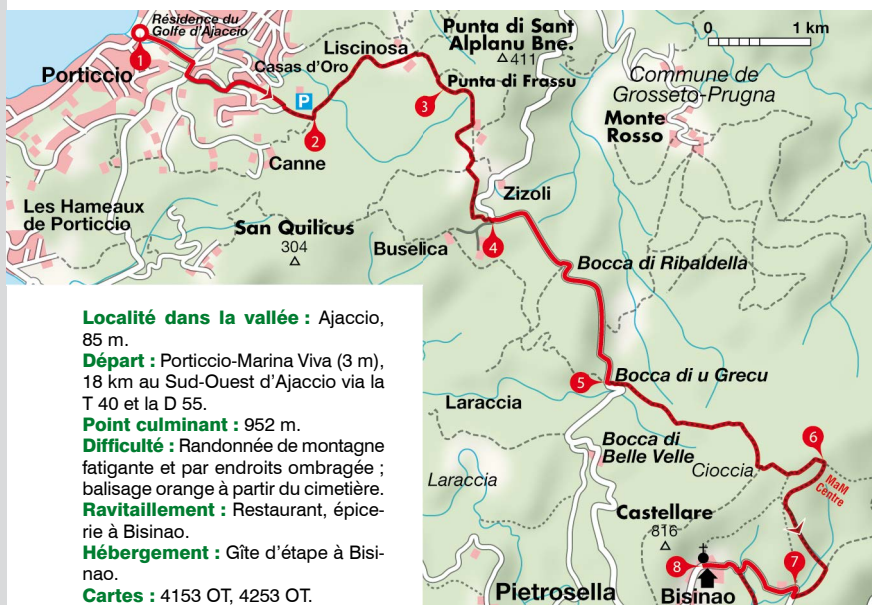 Résidence du
Golfe d'Ajaccio
1
Porticcio
Casas d'Oro
P
2
Canne
Liscinosa
Punta di Sant
Alplanu Bne.
△411
Punta di Frassu
3
0 1 km
Commune de
Grosseto-Prugna
Monte
Rosso
Les Hameaux
de Porticcio
San Quilicus
304
Zizoli
Buselica
4
Bocca di Ribaldella
5
Bocca di u Grecu
Laraccia
Bocca di
Belle Velle
Cioccia
6
MaM
Centre
Laraccia
Castellare
816
8
7
Pietrosella
Bisinao
Localité dans la vallée : Ajaccio,
85 m.
Départ : Porticcio-Marina Viva (3 m),
18 km au Sud-Ouest d'Ajaccio via la
T 40 et la D 55.
Point culminant : 952 m.
Difficulté : Randonnée de montagne
fatigante et par endroits ombragée ;
balisage orange à partir du cimetière.
Ravitaillement : Restaurant, épice-
rie à Bisinao.
Hébergement : Gîte d'étape à Bisi-
nao.
Cartes : 4153 OT, 4253 OT.